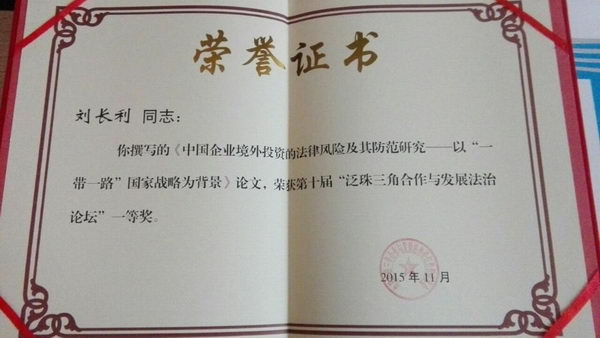 荣誉证书
刘长利 同志：
你撰写的《中国企业境外投资的法律风险及其防范研究——以“一
带一路”国家战略为背景》论文，荣获第十届“泛珠三角合作与发展法治
论坛”一等奖。
2015年11月